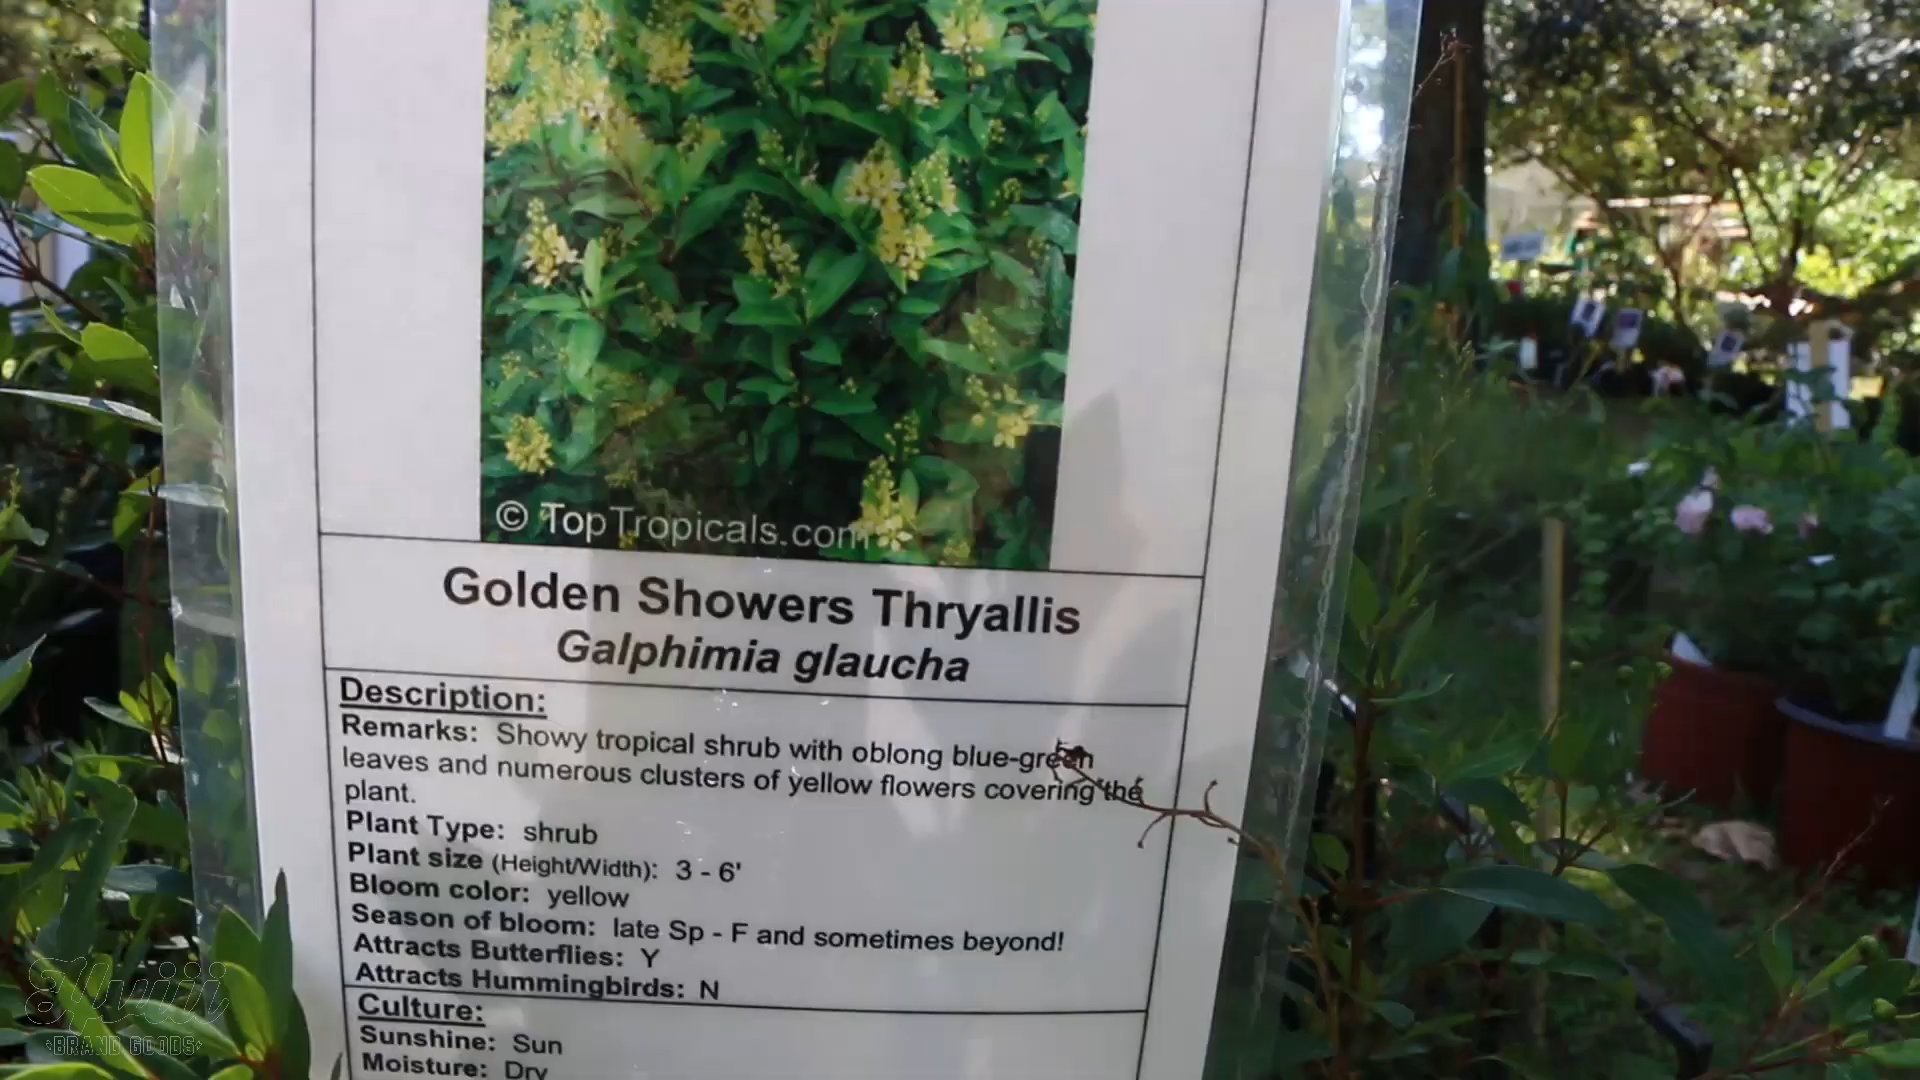 © TopTropicals.com
Golden Showers Thryallis
Galphimia glaucha
Description:
Remarks: Showy tropical shrub with oblong blue-green
leaves and numerous clusters of yellow flowers covering the
plant.
Plant Type: shrub
Plant size (Height/Width): 3 - 6'
Bloom color: yellow
Season of bloom: late Sp - F and sometimes beyond!
Attracts Butterflies: Y
Attracts Hummingbirds: N
Culture:
Sunshine: Sun
Moisture: Dry
BRAND GOODS